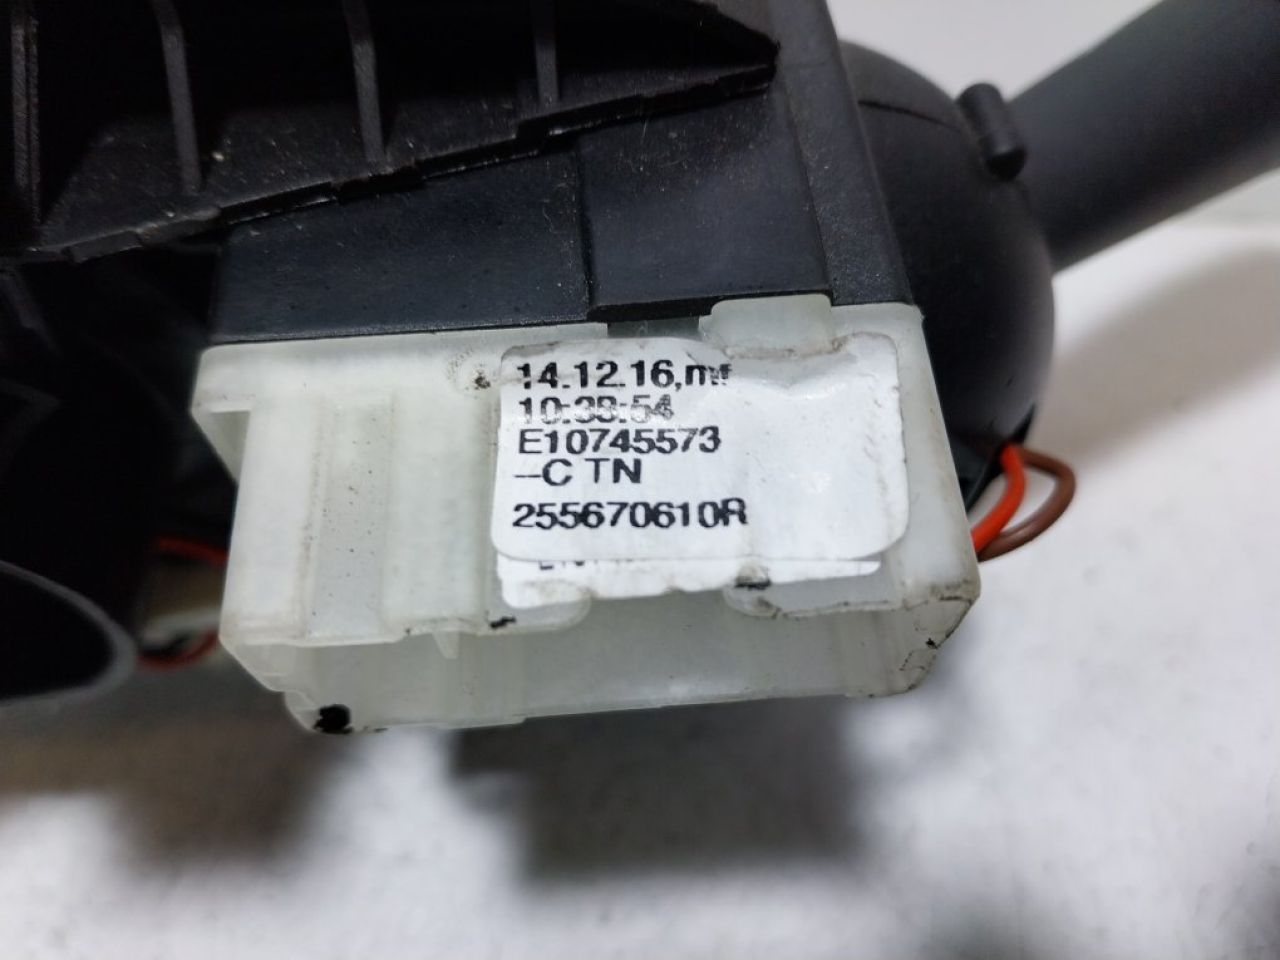 14.12.16,mf
10:38:54
E10745573
--C TN
255670610R